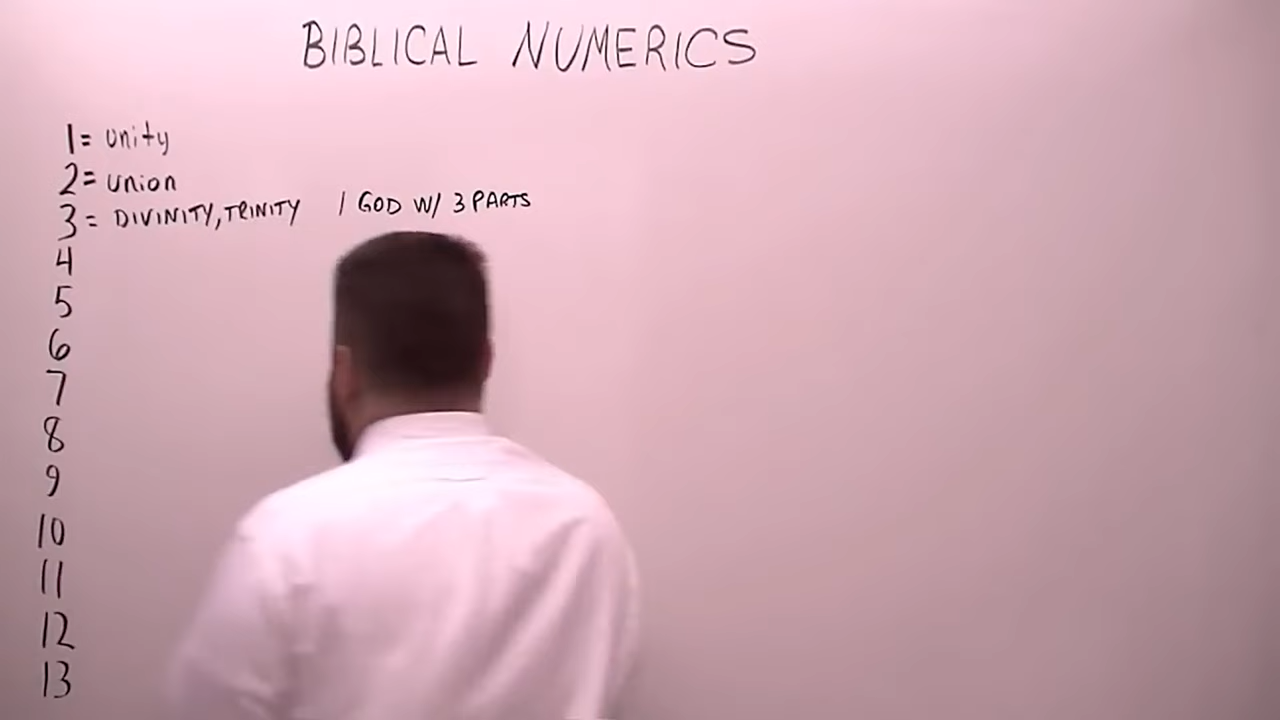 BIBLICAL NUMERICS
1 = unity
2 = union
3 = DIVINITY, TRINITY 1 GOD W/ 3 PARTS
4
5
6
7
8
9
10
11
12
13